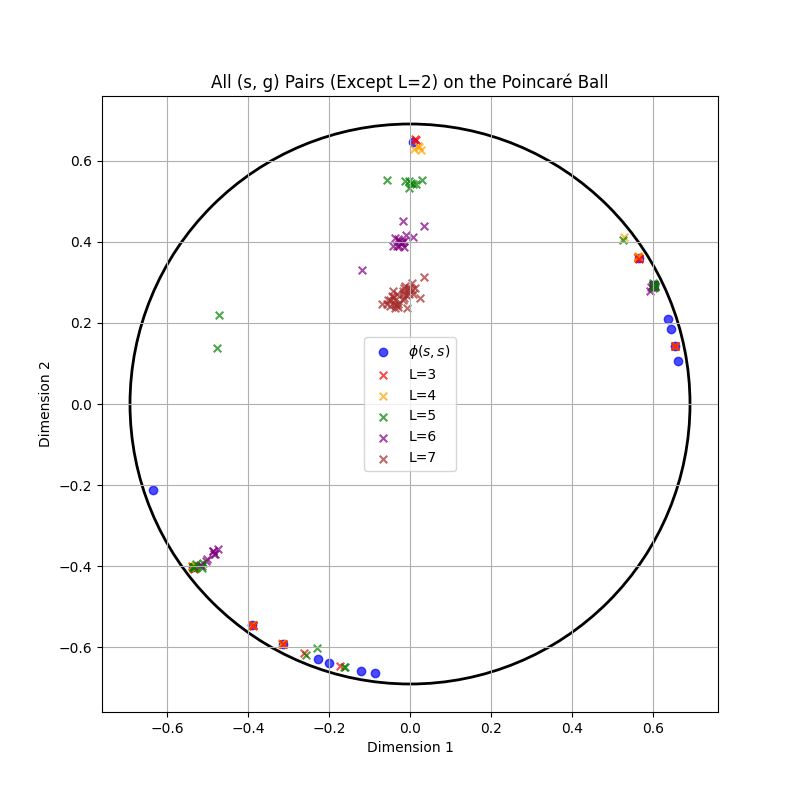 All (s, g) Pairs (Except L=2) on the Poincaré Ball
Dimension 2
0.6
0.4
0.2
0.0
−0.2
−0.4
−0.6
ϕ(s, s)
L=3
L=4
L=5
L=6
L=7
−0.6 −0.4 −0.2 0.0 0.2 0.4 0.6
Dimension 1